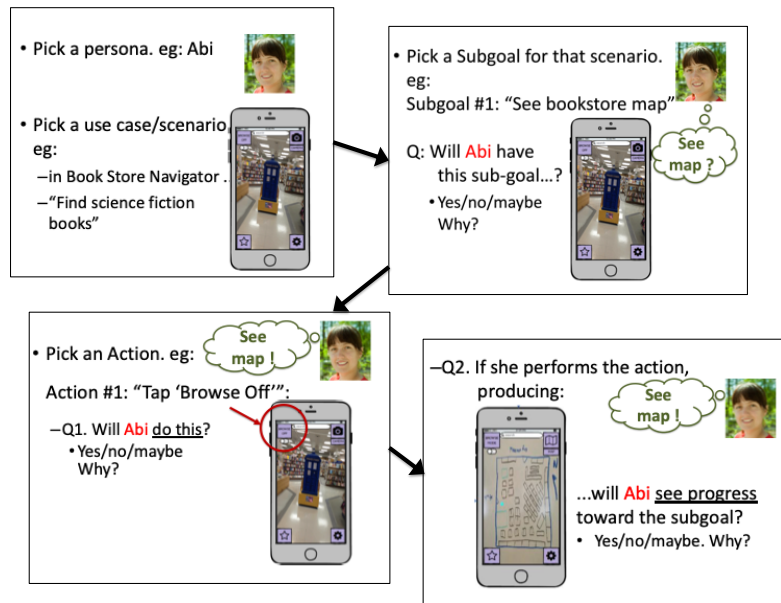 • Pick a persona. eg: Abi
• Pick a use case/scenario
eg:
–in Book Store Navigator ..
–“Find science fiction
books”
• Pick a Subgoal for that scenario.
eg:
Subgoal #1: “See bookstore map”
Q: Will Abi have
this sub-goal...?
• Yes/no/maybe
Why?
See
map ?
• Pick an Action. eg:
Action #1: “Tap ‘Browse Off’”:
–Q1. Will Abi do this?
• Yes/no/maybe
Why?
See
map !
–Q2. If she performs the action,
producing:
See
map !
...will Abi see progress
toward the subgoal?
• Yes/no/maybe. Why?